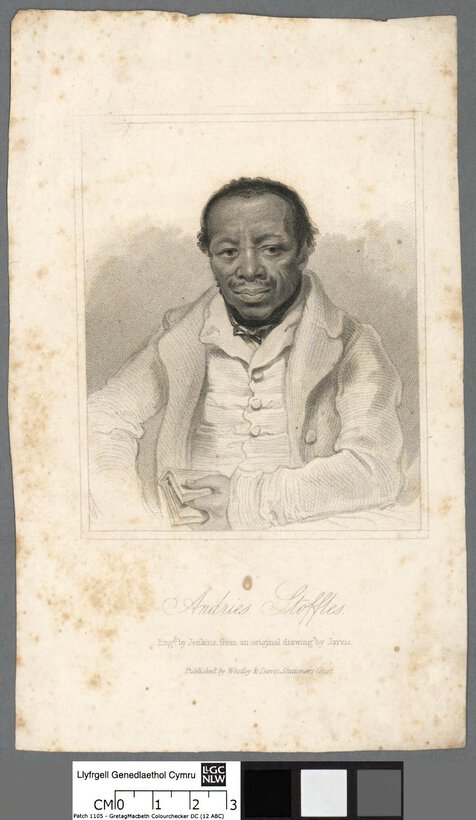 Andries Stoffles
Engd. by Jenkins, from an original drawing by Jarvis.
Published by Westley & Davis, Stationers Court
Llyfrgell Genedlaethol Cymru
LLGC
NLW
CM 0 1 2 3
Patch 1105 - GretagMacbeth Colourchecker DC (12 ABC)